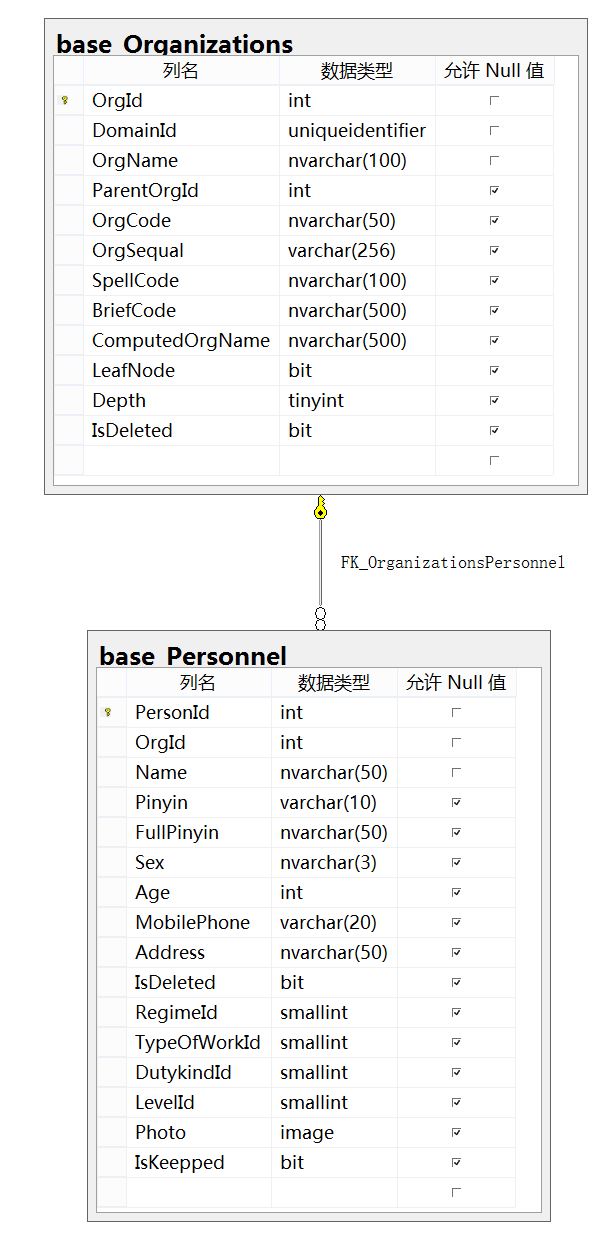 base_Organizations
列名 数据类型 允许 Null 值
OrgId int
DomainId uniqueidentifier
OrgName nvarchar(100)
ParentOrgId int
OrgCode nvarchar(50)
OrgSequal varchar(256)
SpellCode nvarchar(100)
BriefCode nvarchar(500)
ComputedOrgName nvarchar(500)
LeafNode bit
Depth tinyint
IsDeleted bit
FK_OrganizationsPersonnel
base_Personnel
列名 数据类型 允许 Null 值
PersonId int
OrgId int
Name nvarchar(50)
Pinyin varchar(10)
FullPinyin nvarchar(50)
Sex nvarchar(3)
Age int
MobilePhone varchar(20)
Address nvarchar(50)
IsDeleted bit
RegimeId smallint
TypeOfWorkId smallint
DutykindId smallint
LevelId smallint
Photo image
IsKeepped bit